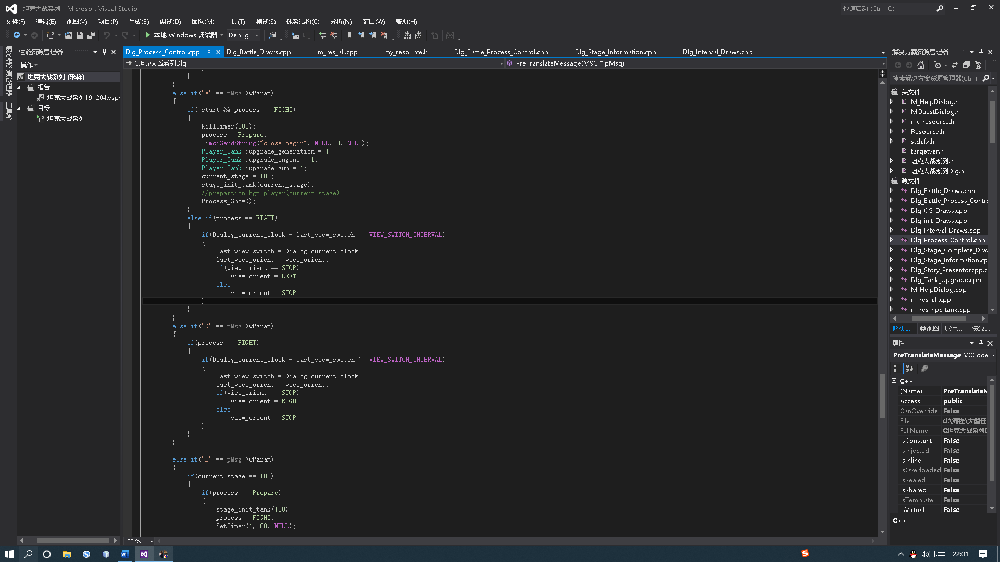 坦克大战系列 - Microsoft Visual Studio
快速启动 (Ctrl+Q)
文件(F) 编辑(E) 视图(V) 项目(P) 生成(B) 调试(D) 团队(M) 工具(T) 测试(S) 体系结构(C) 分析(N) 窗口(W) 帮助(H)
本地 Windows 调试器 Debug
服务器资源管理器
工具箱
性能资源管理器
操作
坦克大战系列 (采样)
报告
坦克大战系列191204.vsp
目标
坦克大战系列
Dlg_Process_Control.cpp Dlg_Battle_Draws.cpp m_res_all.cpp my_resource.h Dlg_Battle_Process_Control.cpp Dlg_Stage_Information.cpp Dlg_Interval_Draws.cpp
C坦克大战系列Dlg PreTranslateMessage(MSG * pMsg)
}
}
else if('A' == pMsg->wParam)
{
if(!start && process != FIGHT)
{
KillTimer(888);
process = Prepare;
::mciSendString("close begin", NULL, 0, NULL);
Player_Tank::upgrade_generation = 1;
Player_Tank::upgrade_engine = 1;
Player_Tank::upgrade_gun = 1;
current_stage = 100;
stage_init_tank(current_stage);
//prepartion_bgm_player(current_stage);
Process_Show();
}
else if(process == FIGHT)
{
if(Dialog_current_clock - last_view_switch >= VIEW_SWITCH_INTERVAL)
{
last_view_switch = Dialog_current_clock;
last_view_orient = view_orient;
if(view_orient == STOP)
view_orient = LEFT;
else
view_orient = STOP;
}
}
}
else if('D' == pMsg->wParam)
{
if(process == FIGHT)
{
if(Dialog_current_clock - last_view_switch >= VIEW_SWITCH_INTERVAL)
{
last_view_switch = Dialog_current_clock;
last_view_orient = view_orient;
if(view_orient == STOP)
view_orient = RIGHT;
else
view_orient = STOP;
}
}
}
else if('B' == pMsg->wParam)
{
if(current_stage == 100)
{
if(process == Prepare)
{
stage_init_tank(100);
process = FIGHT;
SetTimer(1, 80, NULL);
100 %
解决方案资源管理器
搜索解决方案资源管理器(Ctrl+
头文件
M_HelpDialog.h
MQuestDialog.h
my_resource.h
Resource.h
stdafx.h
targetver.h
坦克大战系列.h
坦克大战系列Dlg.h
源文件
Dlg_Battle_Draws.cpp
Dlg_Battle_Process_Contro
Dlg_CG_Draws.cpp
Dlg_init_Draws.cpp
Dlg_Interval_Draws.cpp
Dlg_Process_Control.cpp
Dlg_Stage_Complete_Draw
Dlg_Stage_Information.cp
Dlg_Story_Presentorcpp.c
Dlg_Tank_Upgrade.cpp
M_HelpDialog.cpp
m_res_all.cpp
m_res_npc_tank.cpp
解决... 类视图 属性... 资源...
属性
PreTranslateMessage VCCode
C++
(Name) PreTranslateM
Access public
CanOverride False
File d:\编程\大型任
FullName C坦克大战系列D
IsConstant False
IsInjected False
IsInline False
IsOverloaded False
IsSealed False
IsShared False
IsTemplate False
IsVirtual False
C++
22:01